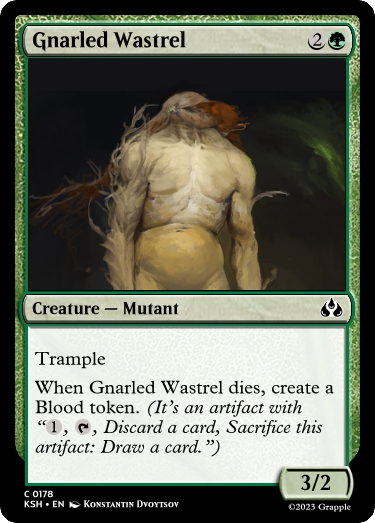 Gnarled Wastrel 2
Creature — Mutant
Trample
When Gnarled Wastrel dies, create a
Blood token. (It's an artifact with
“1, , Discard a card, Sacrifice this
artifact: Draw a card.”)
3/2
C 0178
KSH • EN Konstantin Dvoytsov
©2023 Grapple